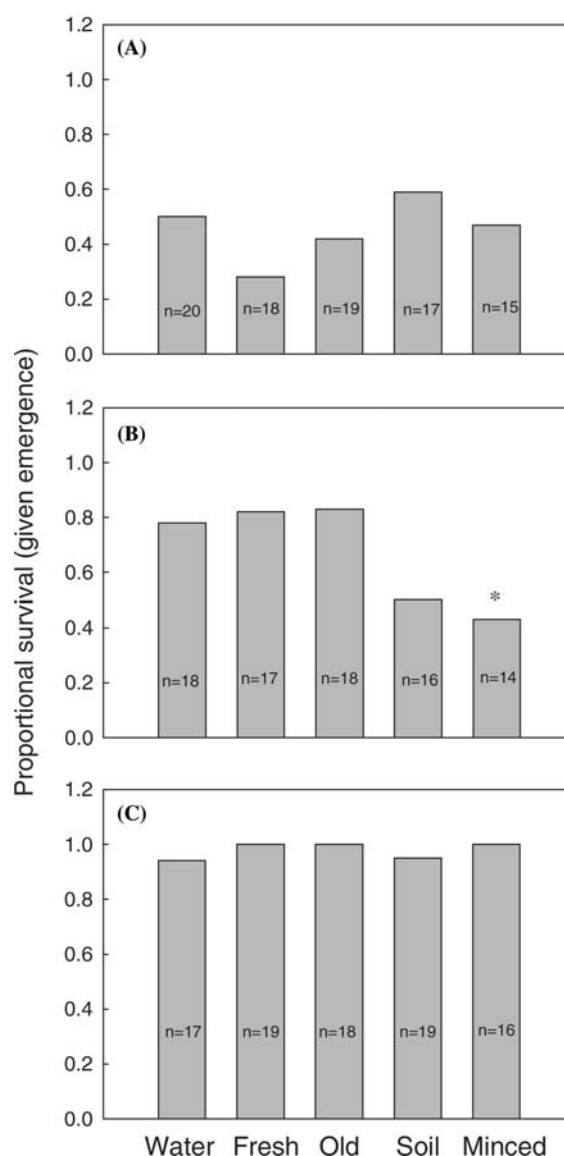 Proportional survival (given emergence)
(A)
1.2
1.0
0.8
0.6
0.4
0.2
0.0
n=20 n=18 n=19 n=17 n=15
(B)
1.2
1.0
0.8
0.6
0.4
0.2
0.0
*
n=18 n=17 n=18 n=16 n=14
(C)
1.2
1.0
0.8
0.6
0.4
0.2
0.0
n=17 n=19 n=18 n=19 n=16
Water Fresh Old Soil Minced